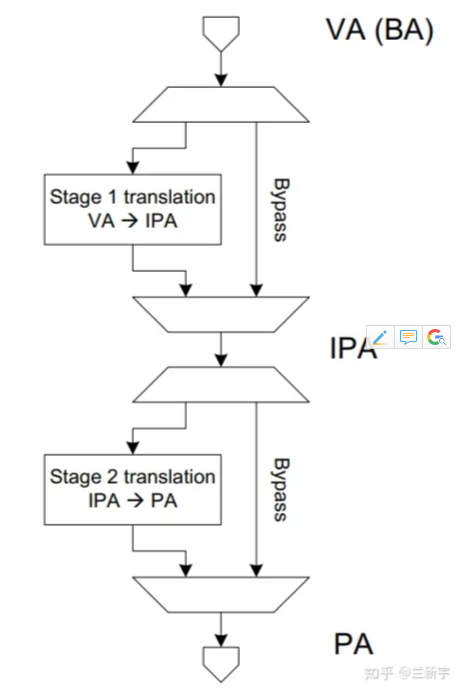 VA (BA)
Stage 1 translation
VA → IPA
Bypass
IPA
Stage 2 translation
IPA → PA
Bypass
PA
知乎 @兰新宇